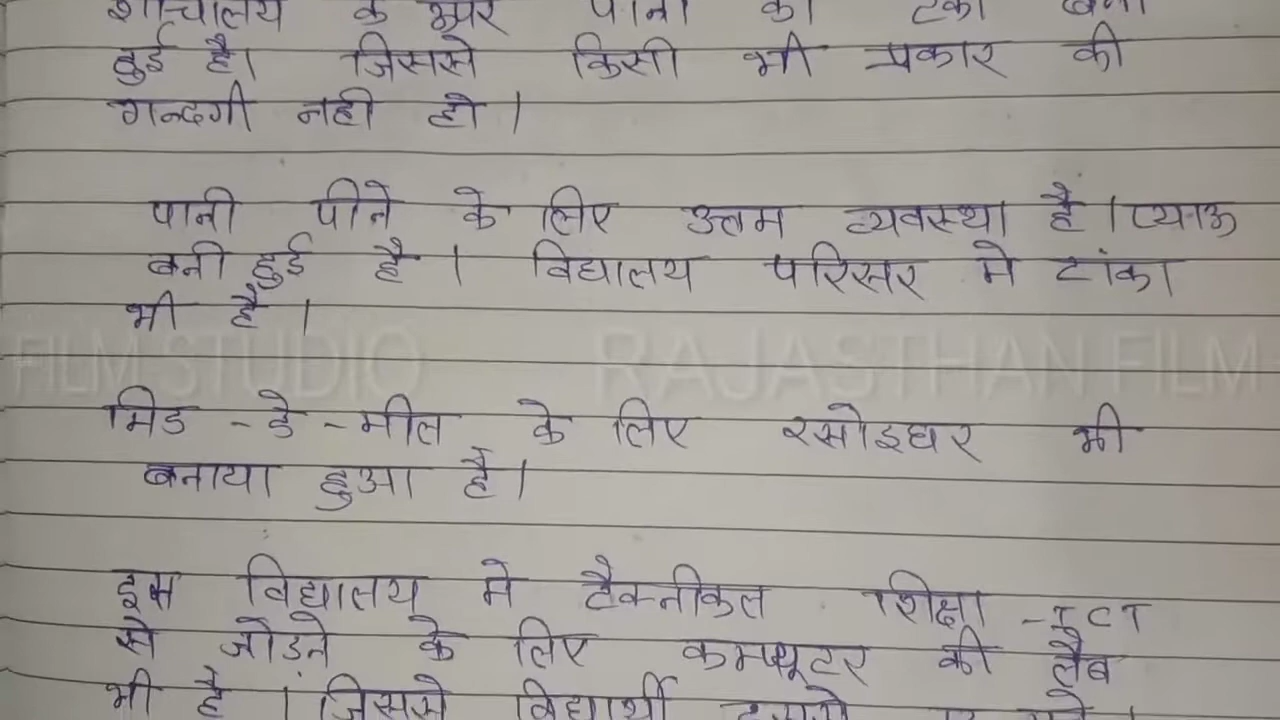 शौचालय के ऊपर पानी की टंकी बनी
हुई है। जिससे किसी भी प्रकार की
गन्दगी नही हो।
पानी पीने के लिए उत्तम व्यवस्था है। प्याऊ
बनी हुई है। विद्यालय परिसर मे टांका
भी है।
FILM STUDIO RAJASTHAN FILM
मिड - डे - मील के लिए रसोइघर भी
बनाया हुआ है।
इस विद्यालय मे टैक्नीकल शिक्षा - ICT
से जोड़ने के लिए कम्प्यूटर की लैब
भी है। जिससे विद्यार्थी